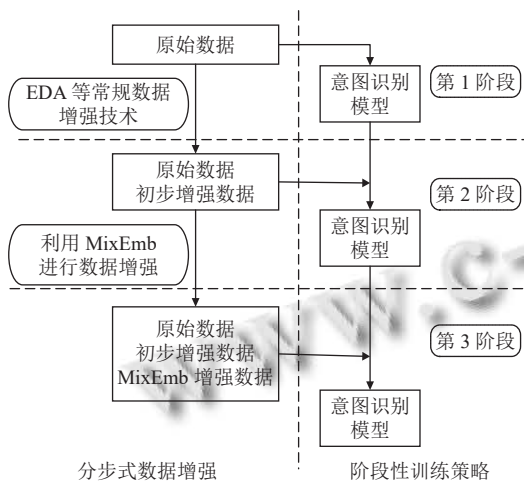 原始数据
EDA 等常规数据
增强技术
意图识别
模型
第 1 阶段
原始数据
初步增强数据
第 2 阶段
意图识别
模型
利用 MixEmb
进行数据增强
原始数据
初步增强数据
MixEmb 增强数据
第 3 阶段
意图识别
模型
分步式数据增强
阶段性训练策略